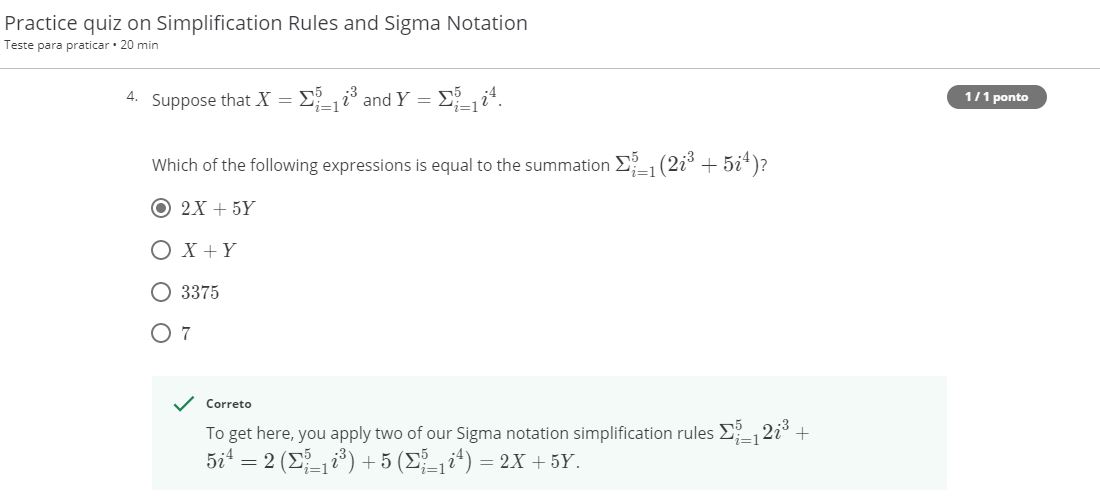 Practice quiz on Simplification Rules and Sigma Notation
Teste para praticar • 20 min
4. Suppose that $X = \Sigma_{i=1}^{5} i^3$ and $Y = \Sigma_{i=1}^{5} i^4$.
1 / 1 ponto
Which of the following expressions is equal to the summation $\Sigma_{i=1}^{5} (2i^3 + 5i^4)$?
$2X + 5Y$
$X + Y$
3375
7
Correto
To get here, you apply two of our Sigma notation simplification rules $\Sigma_{i=1}^{5} 2i^3 +$
$5i^4 = 2 (\Sigma_{i=1}^{5} i^3) + 5 (\Sigma_{i=1}^{5} i^4) = 2X + 5Y.$